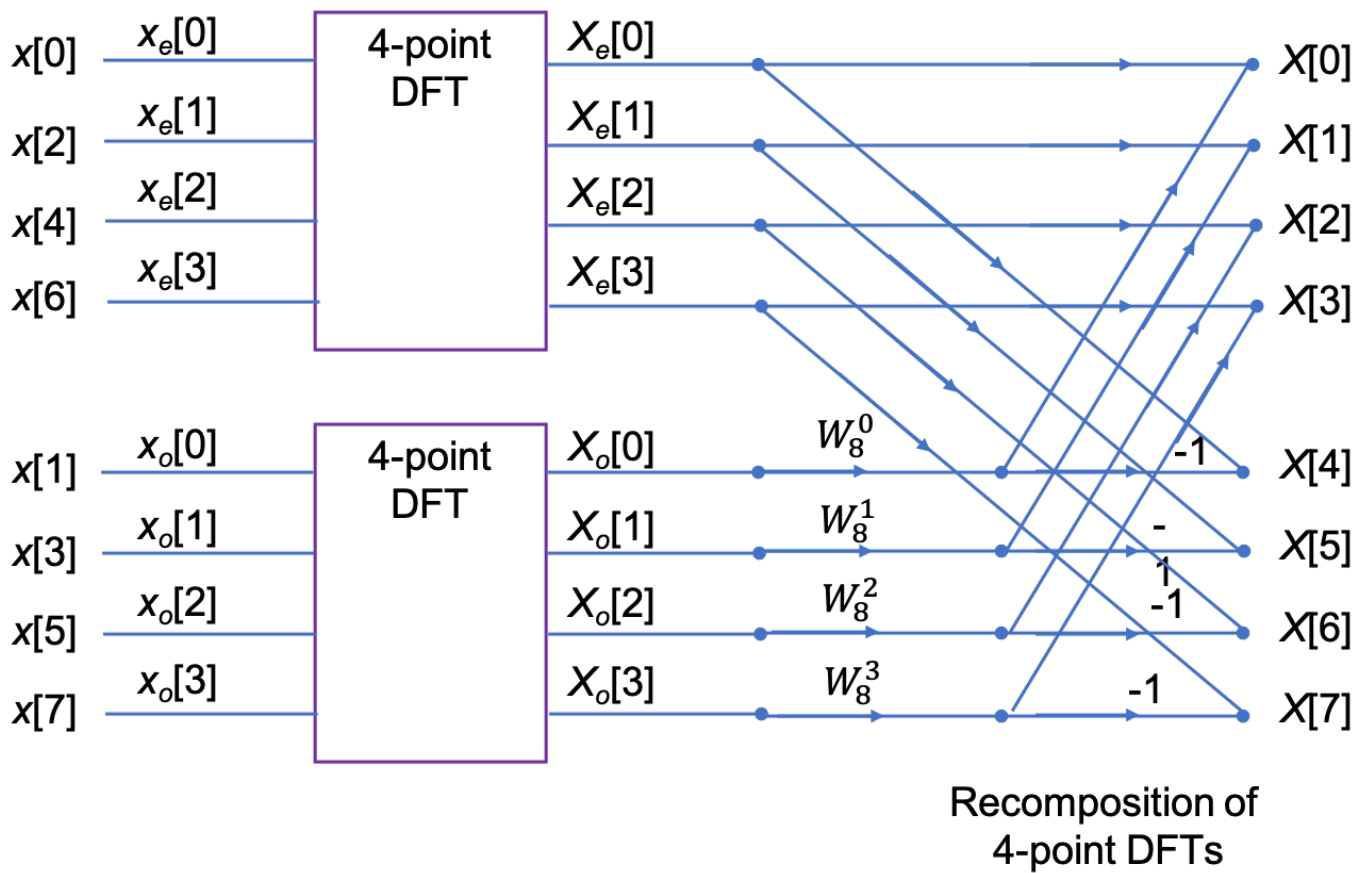 x[0] xe[0] 4-point Xe[0] X[0]
DFT
x[2] xe[1] Xe[1] X[1]
x[4] xe[2] Xe[2] X[2]
x[6] xe[3] Xe[3] X[3]
x[1] xo[0] 4-point Xo[0] W₈⁰ -1 X[4]
DFT
x[3] xo[1] Xo[1] W₈¹ - X[5]
1
x[5] xo[2] Xo[2] W₈² -1 X[6]
x[7] xo[3] Xo[3] W₈³ -1 X[7]
Recomposition of
4-point DFTs